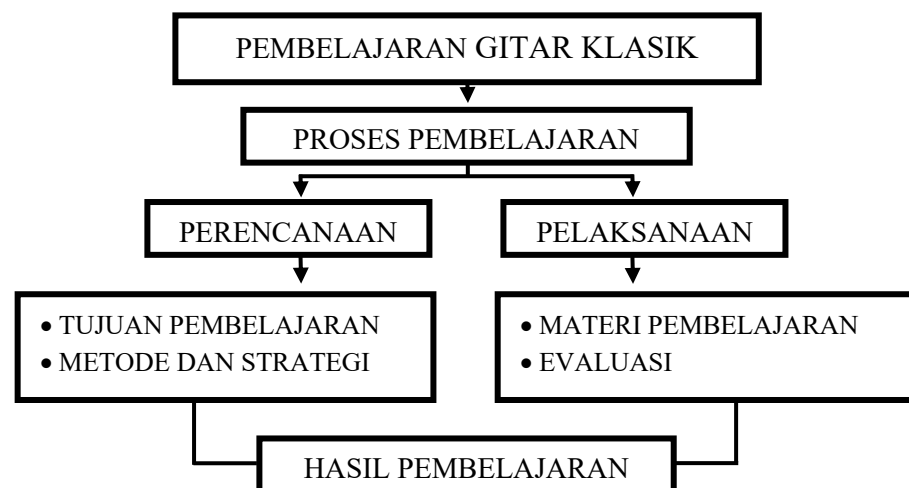 PEMBELAJARAN GITAR KLASIK
PROSES PEMBELAJARAN
PERENCANAAN
PELAKSANAAN
• TUJUAN PEMBELAJARAN
• METODE DAN STRATEGI
• MATERI PEMBELAJARAN
• EVALUASI
HASIL PEMBELAJARAN